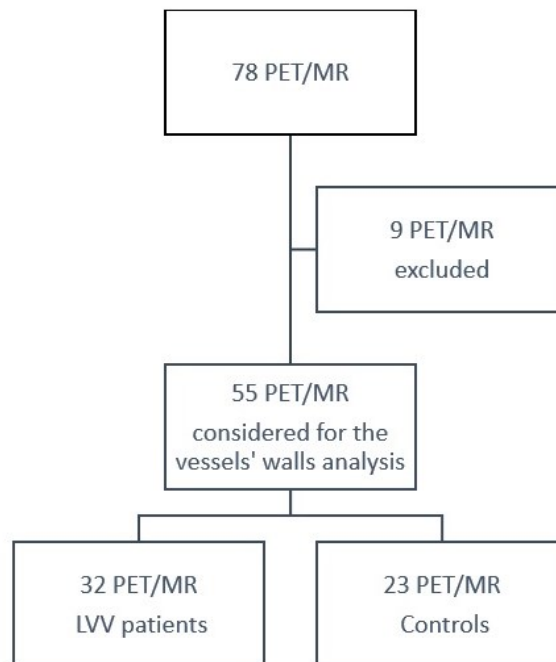 78 PET/MR
9 PET/MR
excluded
55 PET/MR
considered for the
vessels' walls analysis
32 PET/MR
LVV patients
23 PET/MR
Controls